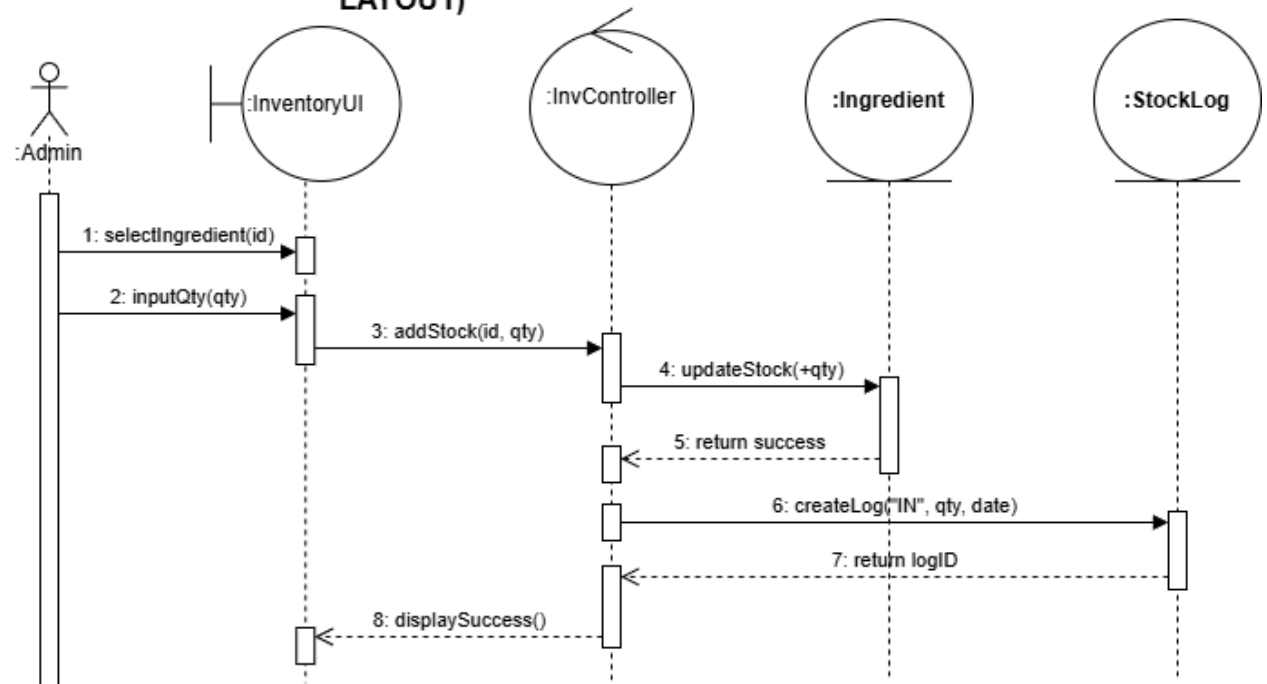 LAYOUT)
:Admin
:InventoryUI
:InvController
:Ingredient
:StockLog
1: selectIngredient(id)
2: inputQty(qty)
3: addStock(id, qty)
4: updateStock(+qty)
5: return success
6: createLog("IN", qty, date)
7: return logID
8: displaySuccess()